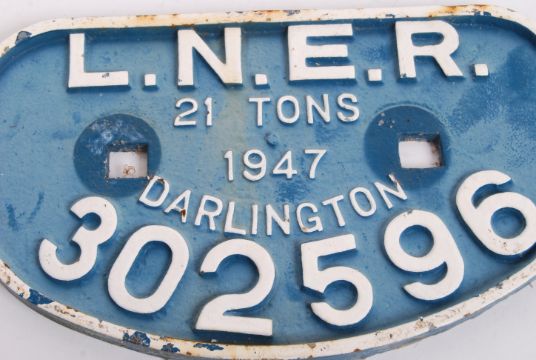 L.N.E.R.
21 TONS
1947
DARLINGTON
302596